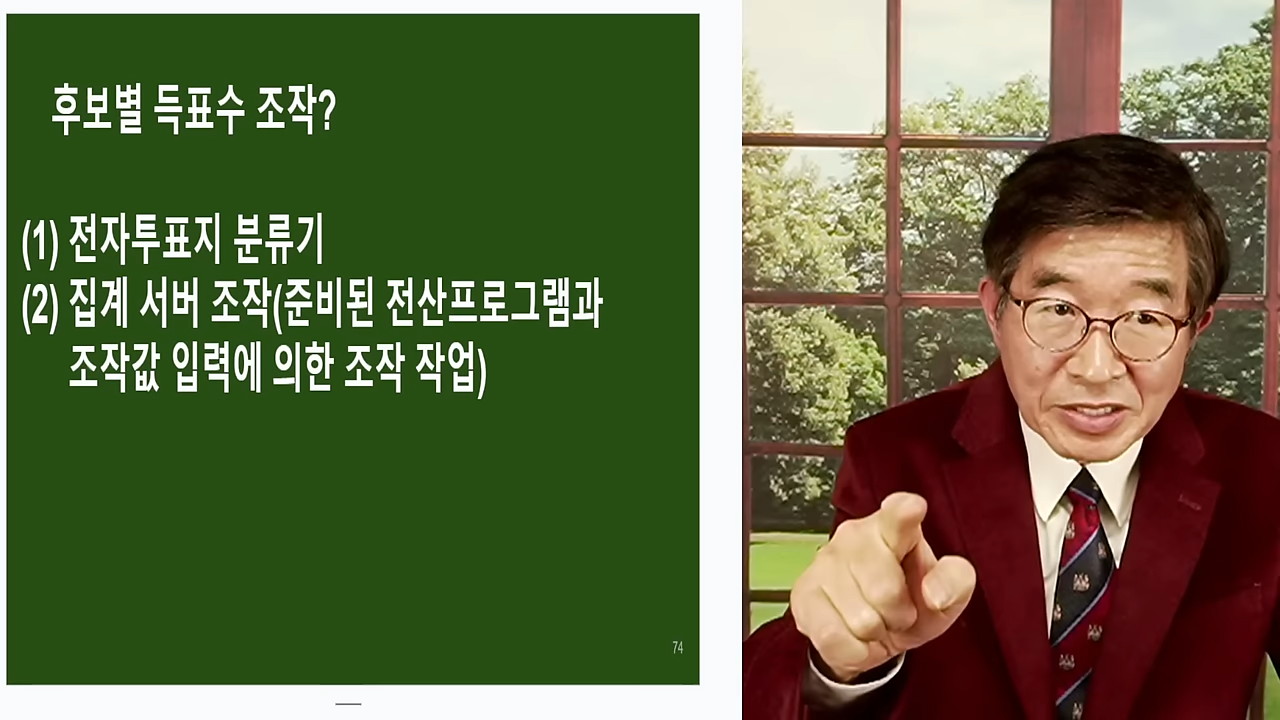 후보별 득표수 조작?
(1) 전자투표지 분류기
(2) 집계 서버 조작(준비된 전산프로그램과
조작값 입력에 의한 조작 작업)
74